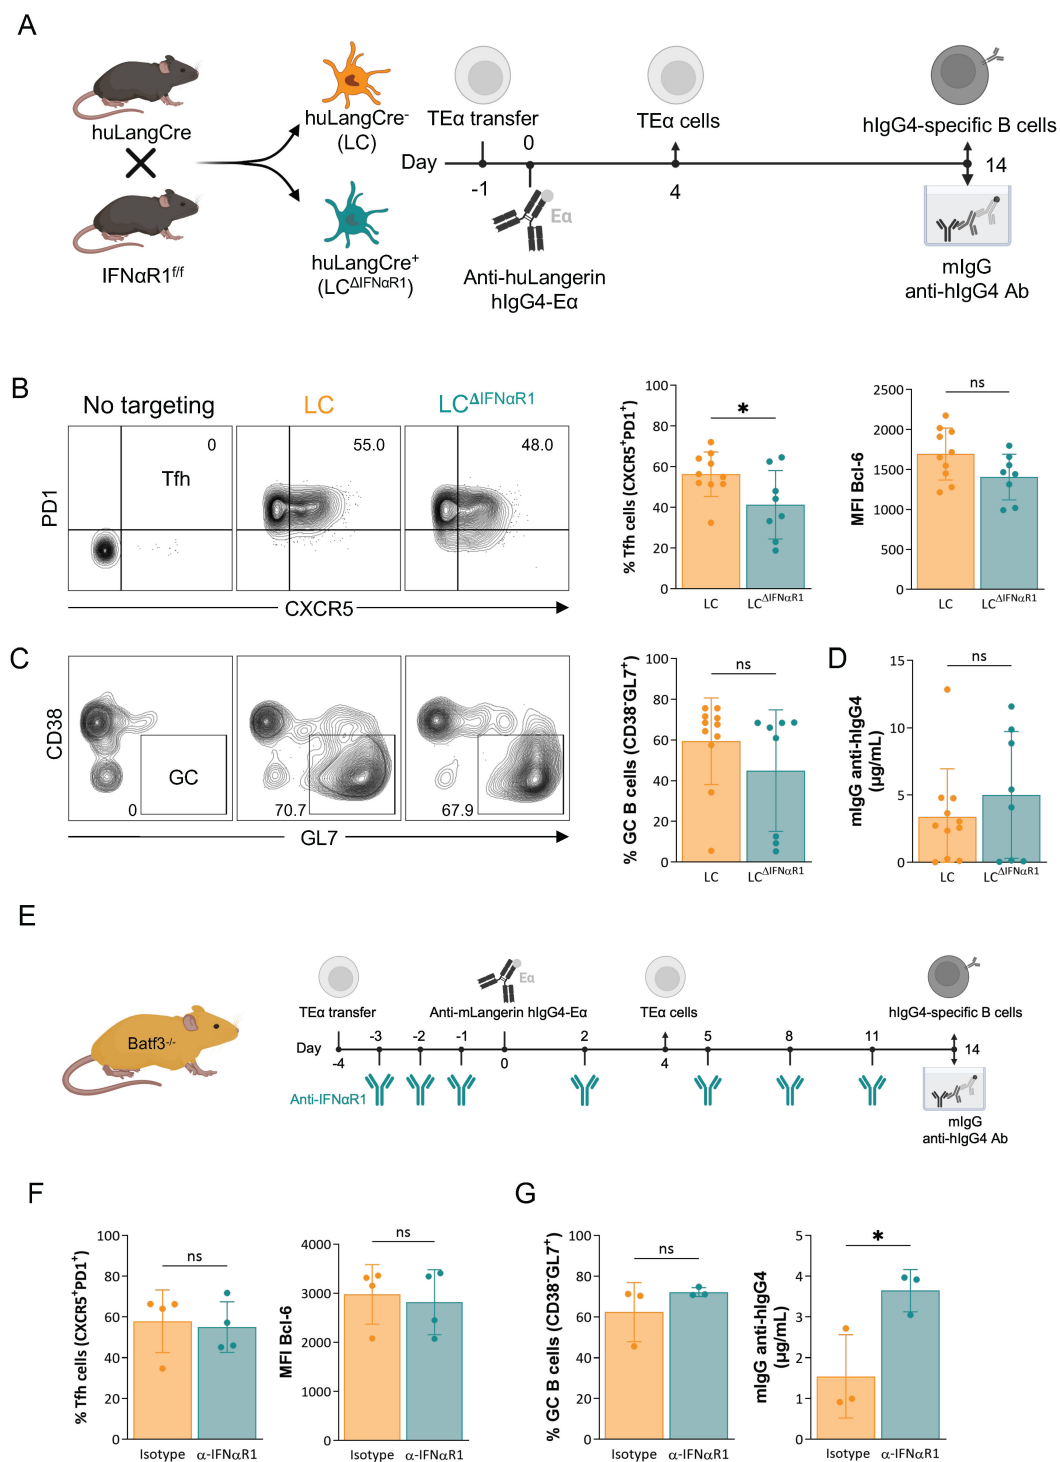 A
huLangCre
IFNαR1f/f
huLangCre-
(LC)
huLangCre+
(LCΔIFNαR1)
TEα transfer
TEα cells
hIgG4-specific B cells
Day
0
-1
4
14
Eα
Anti-huLangerin
hIgG4-Eα
mIgG
anti-hIgG4 Ab
B
No targeting
LC
LCΔIFNαR1
0
Tfh
55.0
48.0
PD1
CXCR5
% Tfh cells (CXCR5+PD1+)
100
80
60
40
20
0
*
LC
LCΔIFNαR1
MFI Bcl-6
2500
2000
1500
1000
500
0
ns
LC
LCΔIFNαR1
C
CD38
GC
0
70.7
67.9
GL7
% GC B cells (CD38-GL7+)
100
80
60
40
20
0
ns
LC
LCΔIFNαR1
D
mIgG anti-hIgG4
(µg/mL)
15
10
5
0
ns
LC
LCΔIFNαR1
E
Batf3-/-
TEα transfer
Eα
Anti-mLangerin hIgG4-Eα
TEα cells
hIgG4-specific B cells
Day
-4
-3
-2
-1
0
2
4
5
8
11
14
Anti-IFNαR1
mIgG
anti-hIgG4 Ab
F
% Tfh cells (CXCR5+PD1+)
100
80
60
40
20
0
ns
Isotype
α-IFNαR1
MFI Bcl-6
4000
3000
2000
1000
0
ns
Isotype
α-IFNαR1
G
% GC B cells (CD38-GL7+)
100
80
60
40
20
0
ns
Isotype
α-IFNαR1
mIgG anti-hIgG4
(µg/mL)
5
4
3
2
1
0
*
Isotype
α-IFNαR1